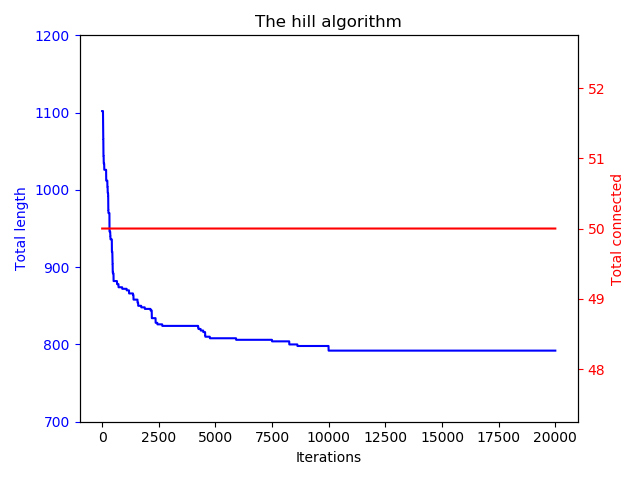 The hill algorithm
1200
1100
1000
900
800
700
Total length
52
51
50
49
48
Total connected
0 2500 5000 7500 10000 12500 15000 17500 20000
Iterations